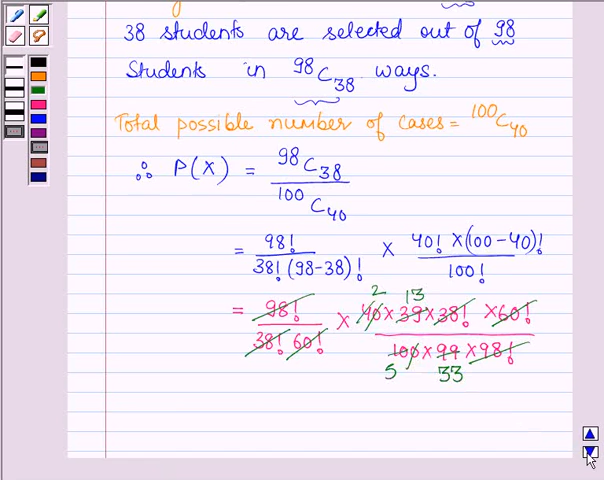 38 students are selected out of 98
Students in ⁹⁸C₃₈ ways.
Total possible number of cases = ¹⁰⁰C₄₀
∴ P(X) = ⁹⁸C₃₈ / ¹⁰⁰C₄₀
= 98! / 38!(98-38)! × 40! × (100-40)! / 100!
= 98! / 38! 60! × 40 × 39 × 38! × 60! / 100 × 99 × 98!
2 13
5 33